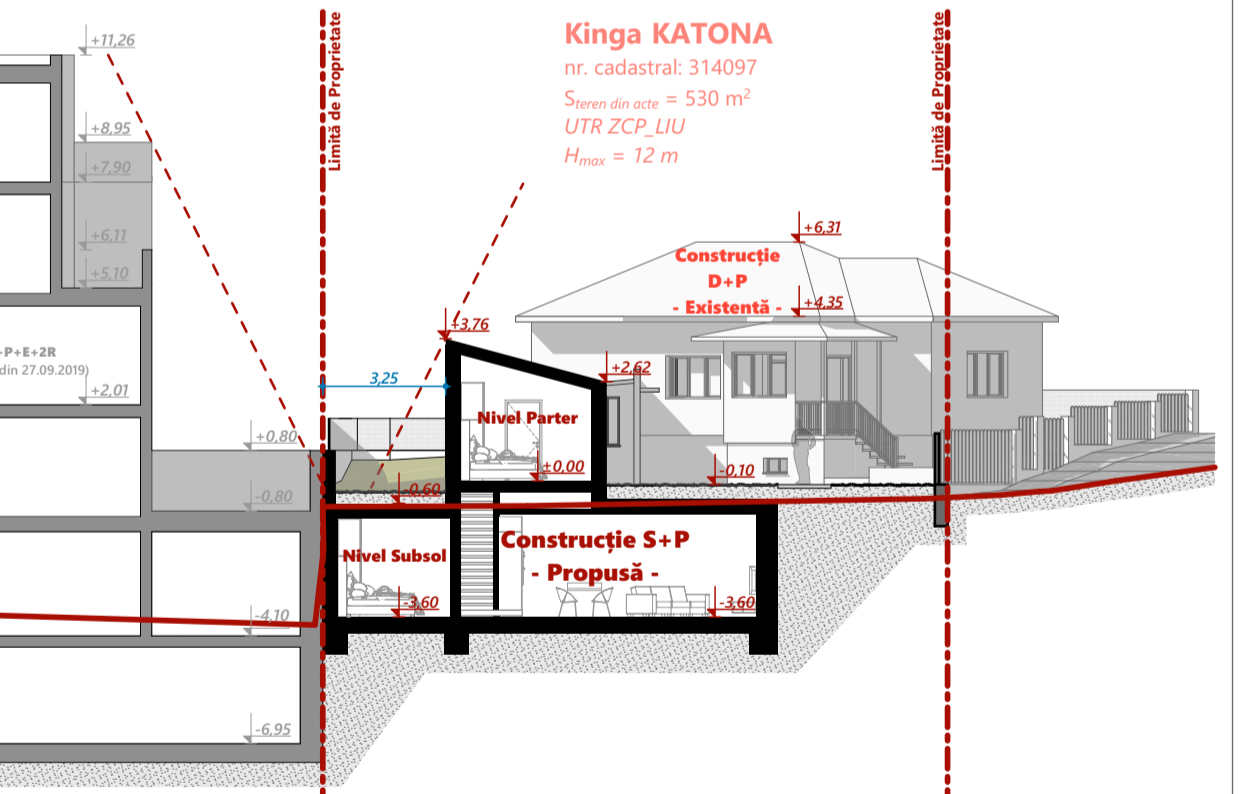 +11,26
+8,95
+7,90
+6,11
+5,10
+P+E+2R
din 27.09.2019)
+2,01
+0,80
-0,80
-4,10
-6,95
Limită de Proprietate
Kinga KATONA
nr. cadastral: 314097
Steren din acte = 530 m²
UTR ZCP_LIU
Hmax = 12 m
Limită de Proprietate
+6,31
Construcție
D+P
- Existentă -
+4,35
+3,76
3,25
+2,62
Nivel Parter
±0,00
-0,10
-0,60
Nivel Subsol
Construcție S+P
- Propusă -
-3,60
-3,60